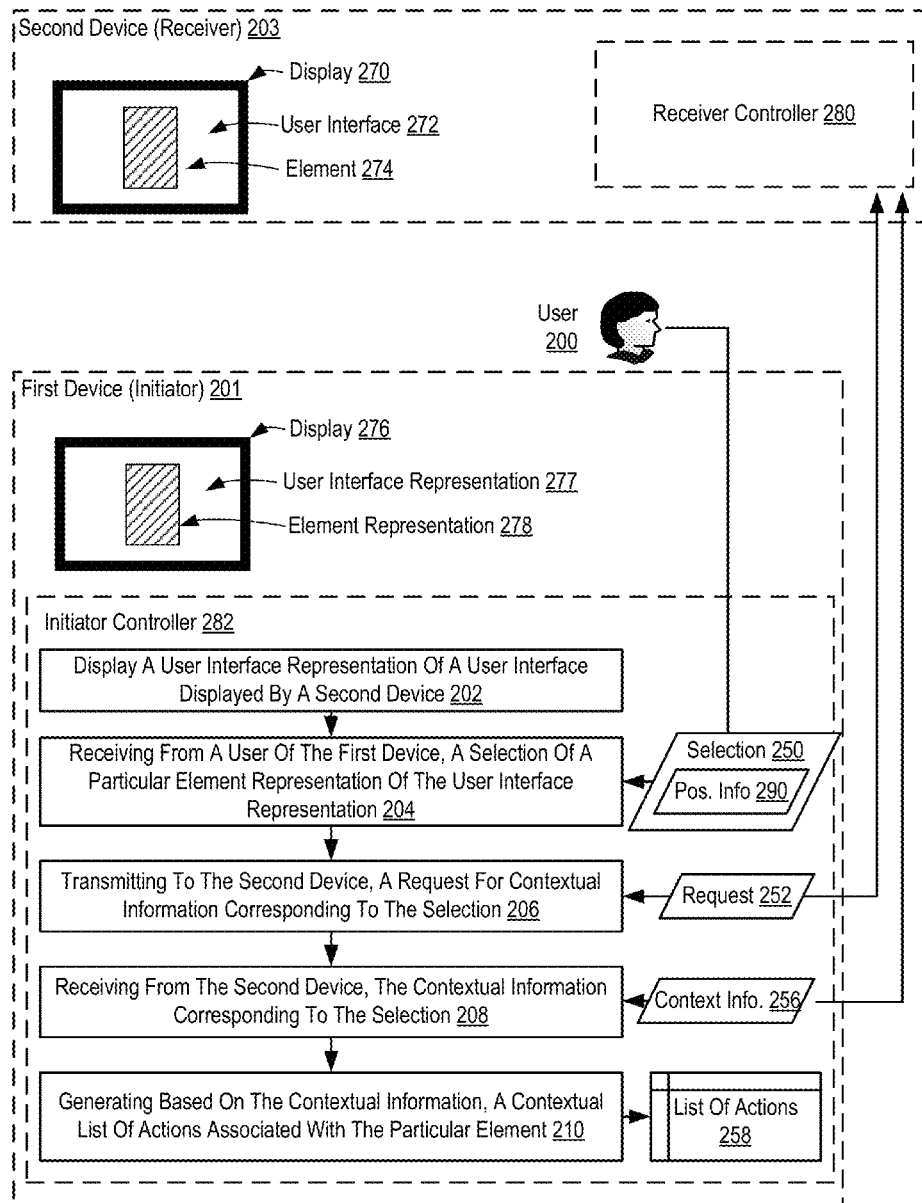 Second Device (Receiver) 203
Display 270
User Interface 272
Element 274
Receiver Controller 280
User
200
First Device (Initiator) 201
Display 276
User Interface Representation 277
Element Representation 278
Initiator Controller 282
Display A User Interface Representation Of A User Interface
Displayed By A Second Device 202
Receiving From A User Of The First Device, A Selection Of A
Particular Element Representation Of The User Interface
Representation 204
Selection 250
Pos. Info 290
Transmitting To The Second Device, A Request For Contextual
Information Corresponding To The Selection 206
Request 252
Receiving From The Second Device, The Contextual Information
Corresponding To The Selection 208
Context Info. 256
Generating Based On The Contextual Information, A Contextual
List Of Actions Associated With The Particular Element 210
List Of Actions
258